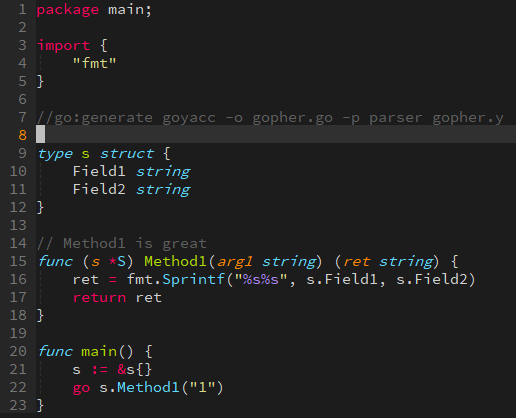 1 package main;
2
3 import {
4     "fmt"
5 }
6
7 //go:generate goyacc -o gopher.go -p parser gopher.y
8
9 type s struct {
10     Field1 string
11     Field2 string
12 }
13
14 // Method1 is great
15 func (s *S) Method1(arg1 string) (ret string) {
16     ret = fmt.Sprintf("%s%s", s.Field1, s.Field2)
17     return ret
18 }
19
20 func main() {
21     s := &s{}
22     go s.Method1("1")
23 }